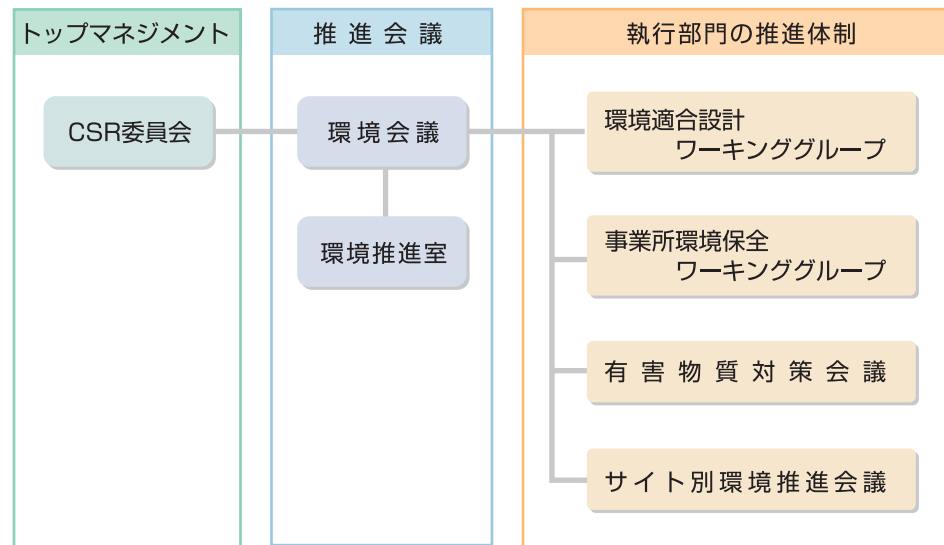 トップマネジメント
推進会議
執行部門の推進体制
CSR委員会
環境会議
環境推進室
環境適合設計
ワーキンググループ
事業所環境保全
ワーキンググループ
有害物質対策会議
サイト別環境推進会議